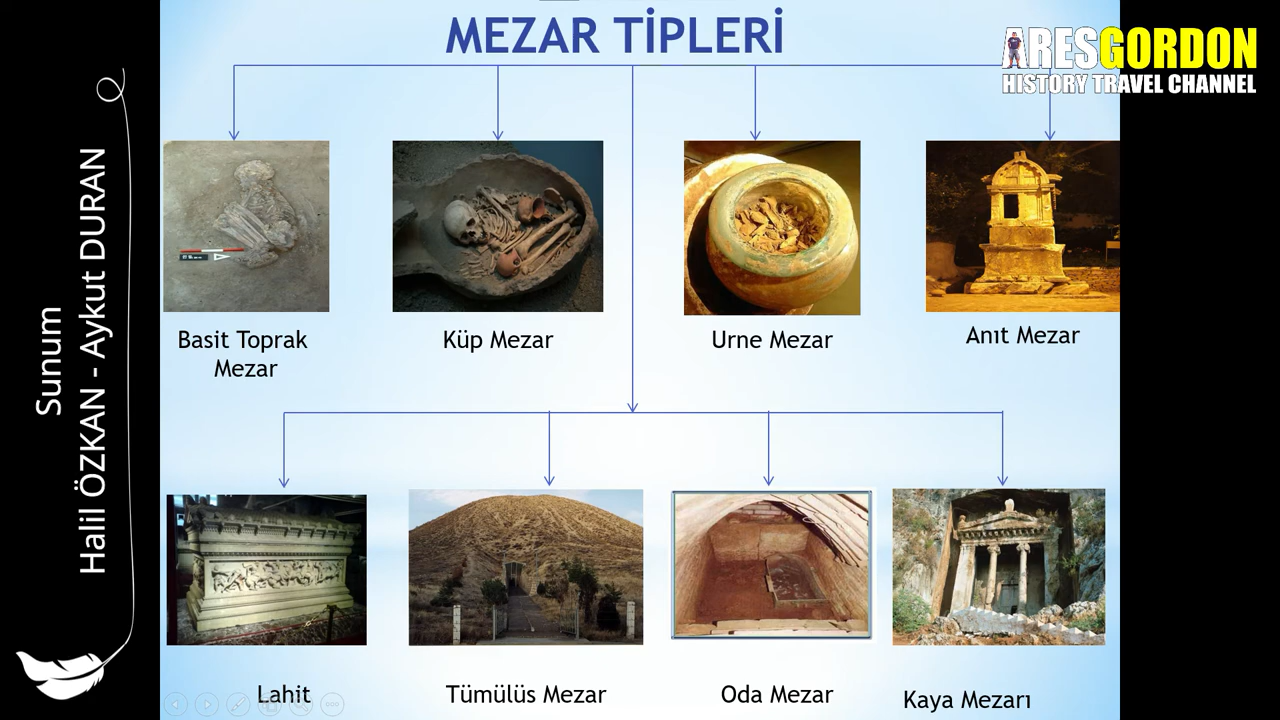 MEZAR TİPLERİ
ARESGORDON
HISTORY TRAVEL CHANNEL
Basit Toprak
Mezar
Küp Mezar
Urne Mezar
Anıt Mezar
Lahit
Tümülüs Mezar
Oda Mezar
Kaya Mezarı
Sunum
Halil ÖZKAN - Aykut DURAN